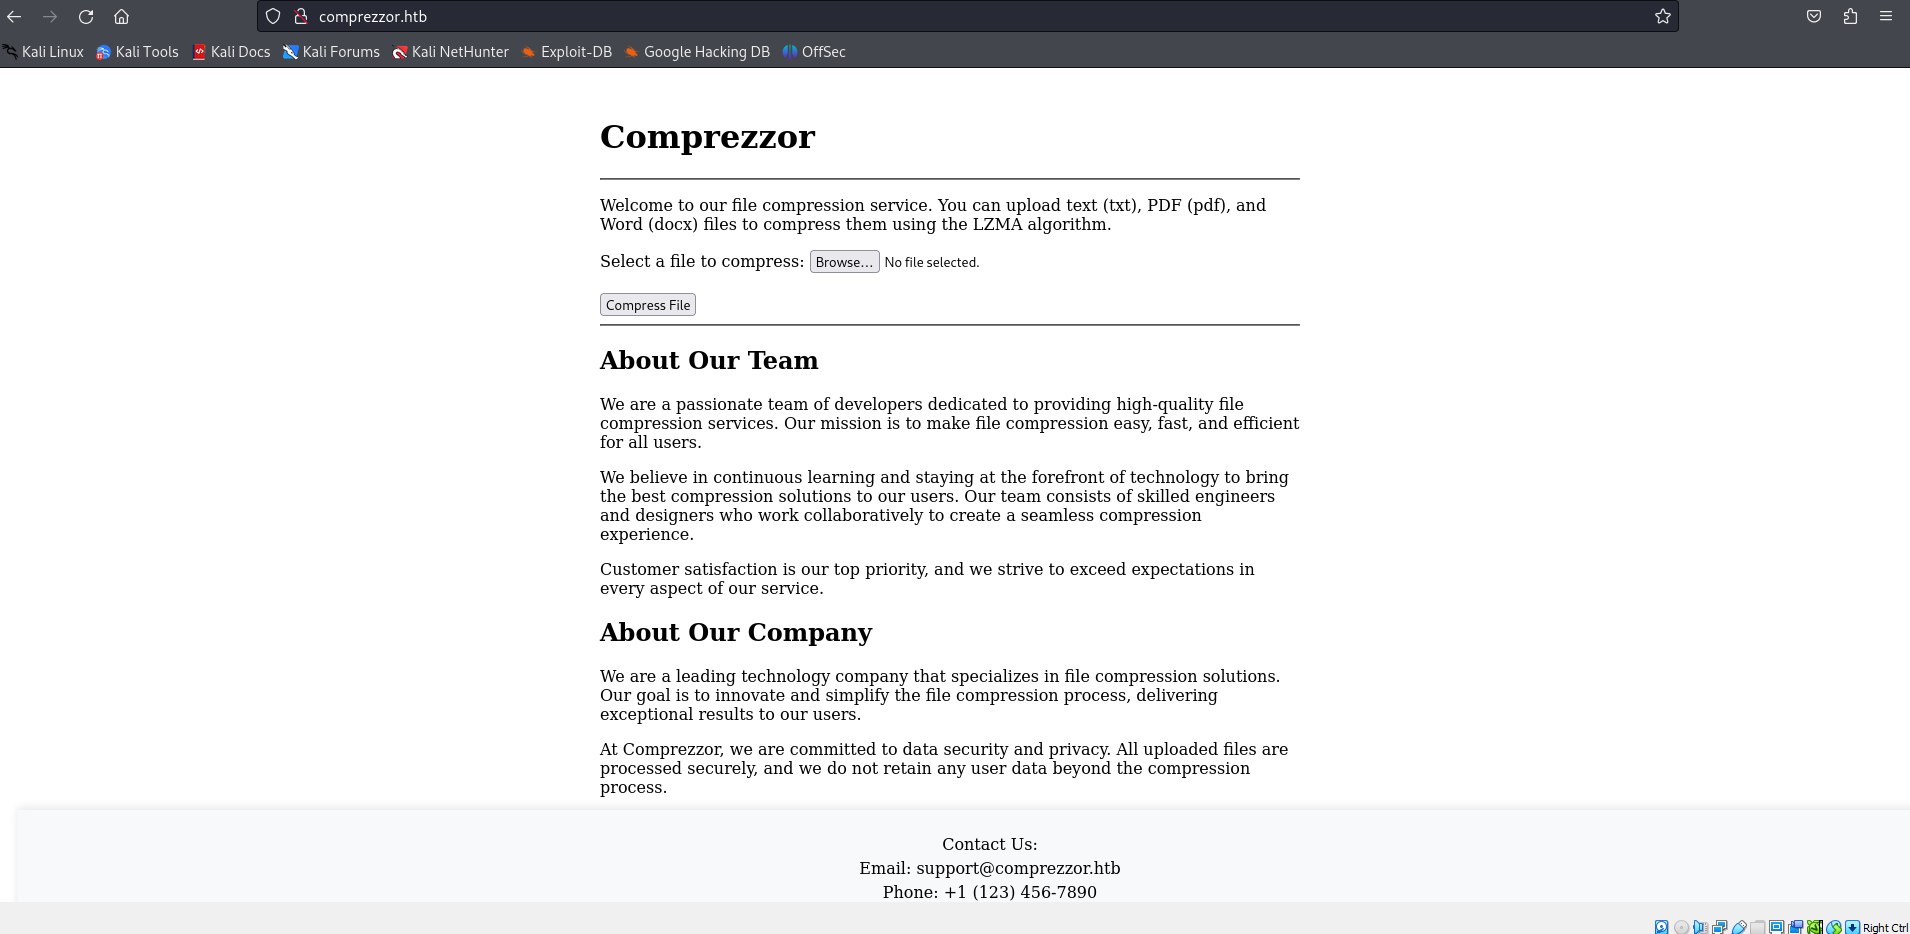 comprezzor.htb
Kali Linux Kali Tools Kali Docs Kali Forums Kali NetHunter Exploit-DB Google Hacking DB OffSec
Comprezzor
Welcome to our file compression service. You can upload text (txt), PDF (pdf), and
Word (docx) files to compress them using the LZMA algorithm.
Select a file to compress: Browse... No file selected.
Compress File
About Our Team
We are a passionate team of developers dedicated to providing high-quality file
compression services. Our mission is to make file compression easy, fast, and efficient
for all users.
We believe in continuous learning and staying at the forefront of technology to bring
the best compression solutions to our users. Our team consists of skilled engineers
and designers who work collaboratively to create a seamless compression
experience.
Customer satisfaction is our top priority, and we strive to exceed expectations in
every aspect of our service.
About Our Company
We are a leading technology company that specializes in file compression solutions.
Our goal is to innovate and simplify the file compression process, delivering
exceptional results to our users.
At Comprezzor, we are committed to data security and privacy. All uploaded files are
processed securely, and we do not retain any user data beyond the compression
process.
Contact Us:
Email: support@comprezzor.htb
Phone: +1 (123) 456-7890
Right Ctrl